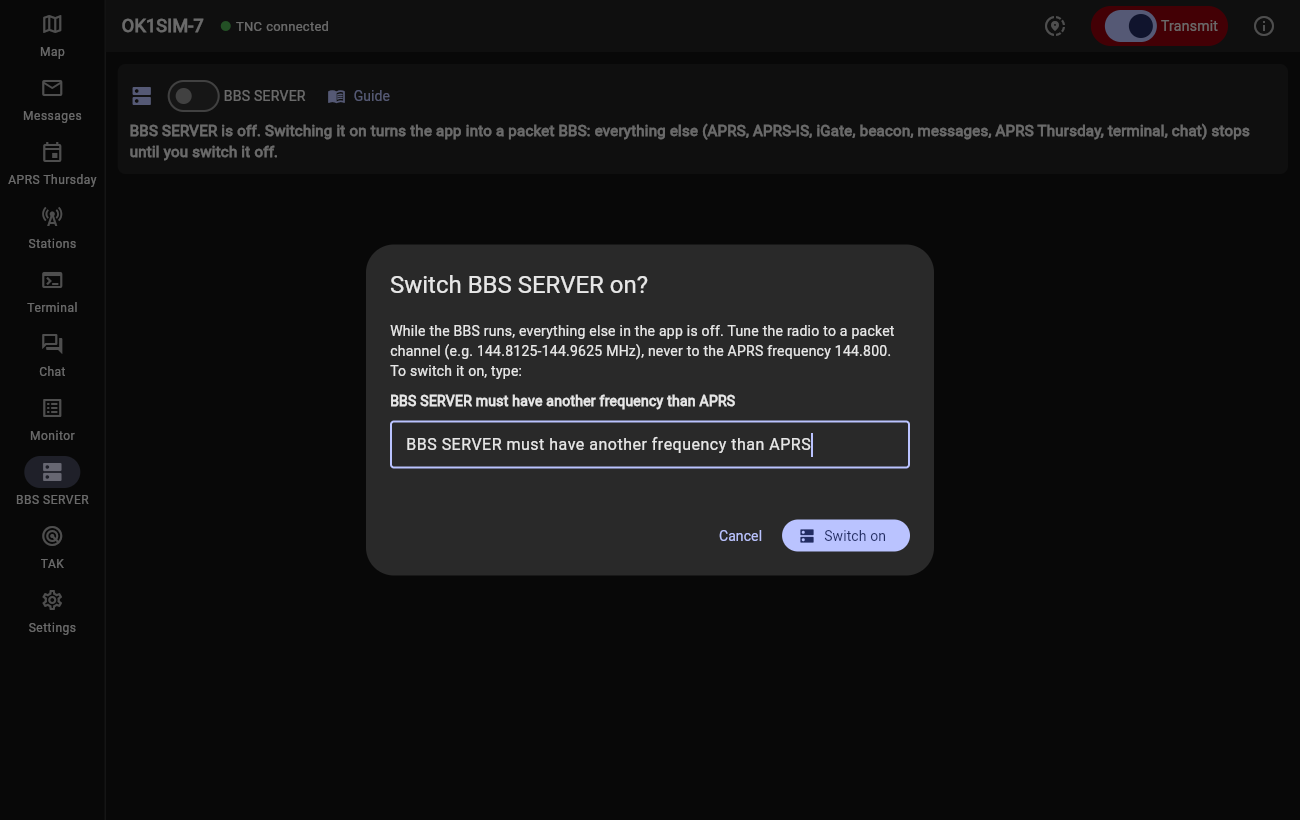 OK1SIM-7
TNC connected
Transmit
Map
Messages
APRS Thursday
Stations
Terminal
Chat
Monitor
BBS SERVER
TAK
Settings
BBS SERVER
Guide
BBS SERVER is off. Switching it on turns the app into a packet BBS: everything else (APRS, APRS-IS, iGate, beacon, messages, APRS Thursday, terminal, chat) stops
until you switch it off.
Switch BBS SERVER on?
While the BBS runs, everything else in the app is off. Tune the radio to a packet
channel (e.g. 144.8125-144.9625 MHz), never to the APRS frequency 144.800.
To switch it on, type:
BBS SERVER must have another frequency than APRS
BBS SERVER must have another frequency than APRS
Cancel
Switch on